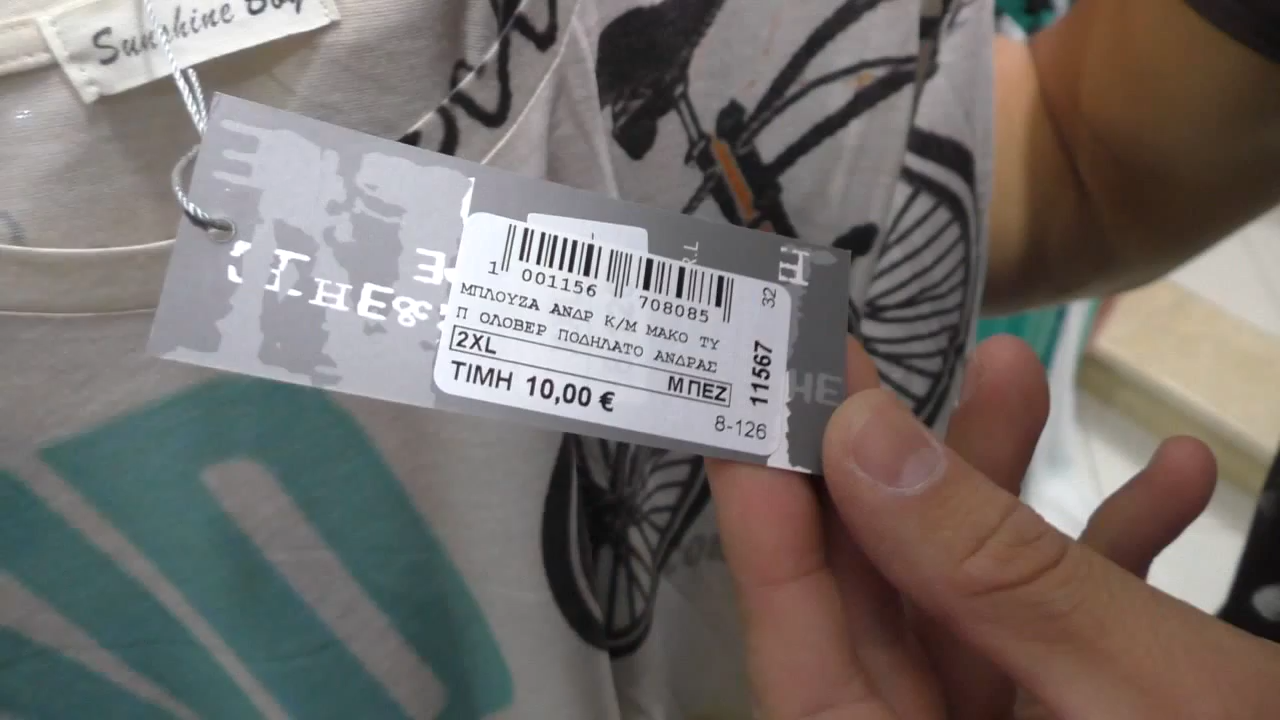 Sunshine Boy
1 001156 708085
ΜΠΛΟΥΖΑ ΑΝΔΡ Κ/Μ ΜΑΚΟ ΤΥ
Π ΟΛΟΒΕΡ ΠΟΔΗΛΑΤΟ ΑΝΔΡΑΣ
2XL ΜΠΕΖ
ΤΙΜΗ 10,00 €
8-126
11567
32
R.L